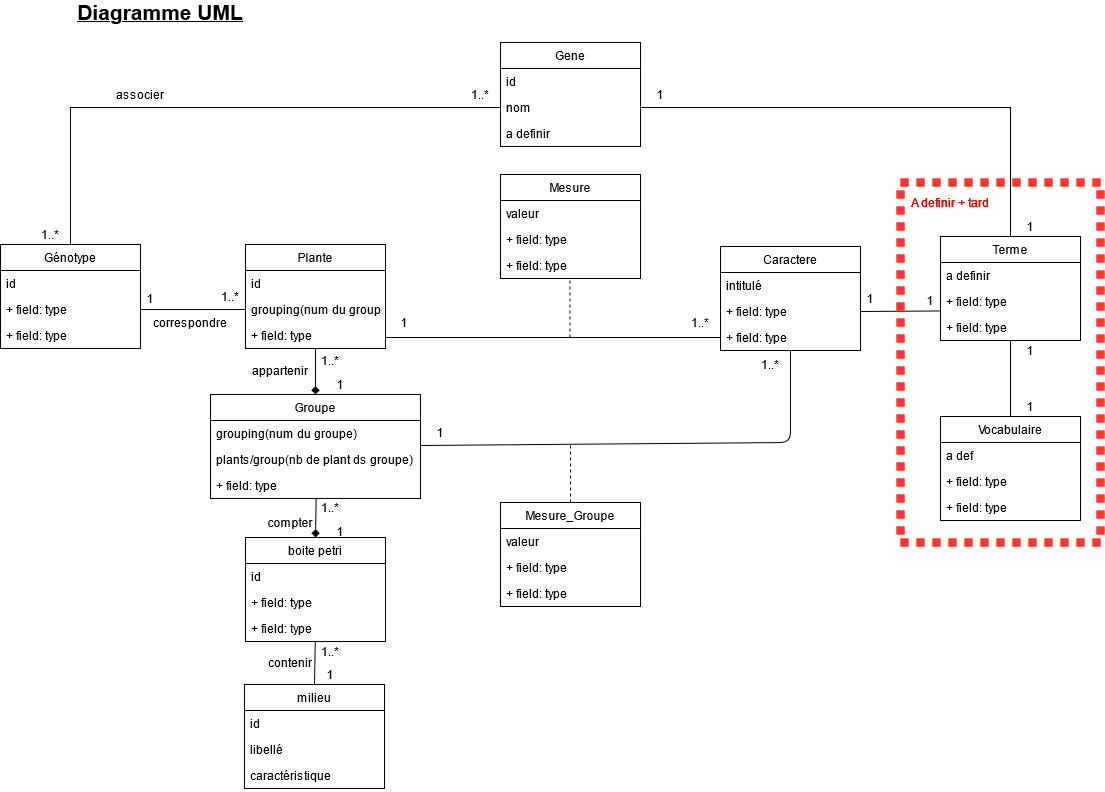 Diagramme UML
Gene
id
nom
a definir
associer
1..*
1
1..*
Mesure
valeur
+ field: type
+ field: type
A definir + tard
1
Génotype
id
+ field: type
+ field: type
1
1..*
correspondre
Plante
id
grouping(num du group
+ field: type
1
1..*
Caractere
intitulé
+ field: type
+ field: type
1
1
Terme
a definir
+ field: type
+ field: type
1..*
appartenir
1
1..*
1
1
Groupe
grouping(num du groupe)
plants/group(nb de plant ds groupe)
+ field: type
1
Vocabulaire
a def
+ field: type
+ field: type
1..*
compter
1
Mesure_Groupe
valeur
+ field: type
+ field: type
boite petri
id
+ field: type
+ field: type
1..*
contenir
1
milieu
id
libellé
caractéristique